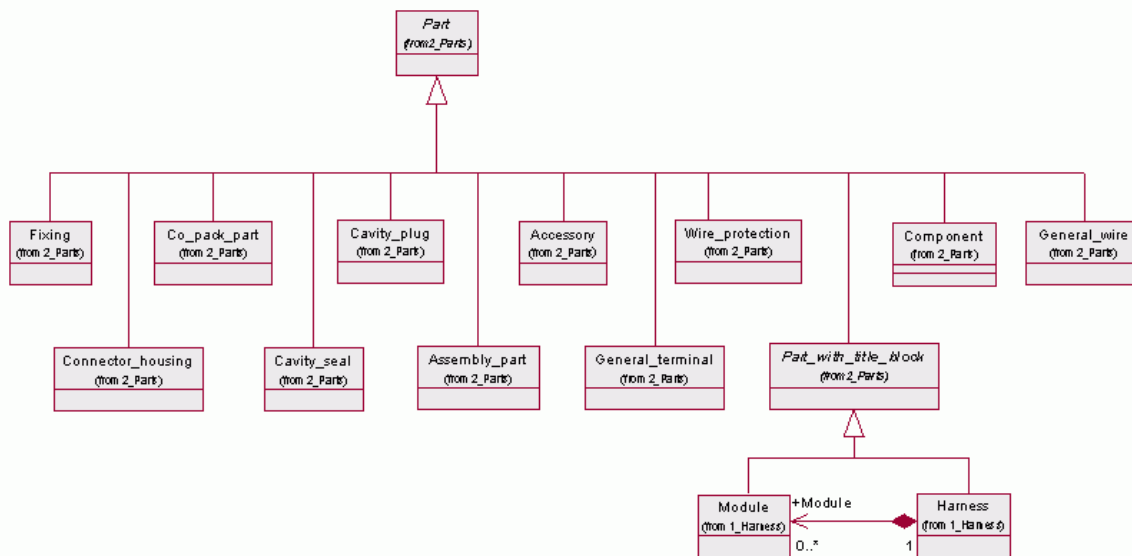 Part
(from 2_Parts)
Fixing
(from 2_Parts)
Co_pack_part
(from 2_Parts)
Cavity_plug
(from 2_Parts)
Accessory
(from 2_Parts)
Wire_protection
(from 2_Parts)
Component
(from 2_Parts)
General_wire
(from 2_Parts)
Connector_housing
(from 2_Parts)
Cavity_seal
(from 2_Parts)
Assembly_part
(from 2_Parts)
General_terminal
(from 2_Parts)
Part_with_title_block
(from 2_Parts)
Module
(from 1_Harness)
+Module
0..*
1
Harness
(from 1_Harness)